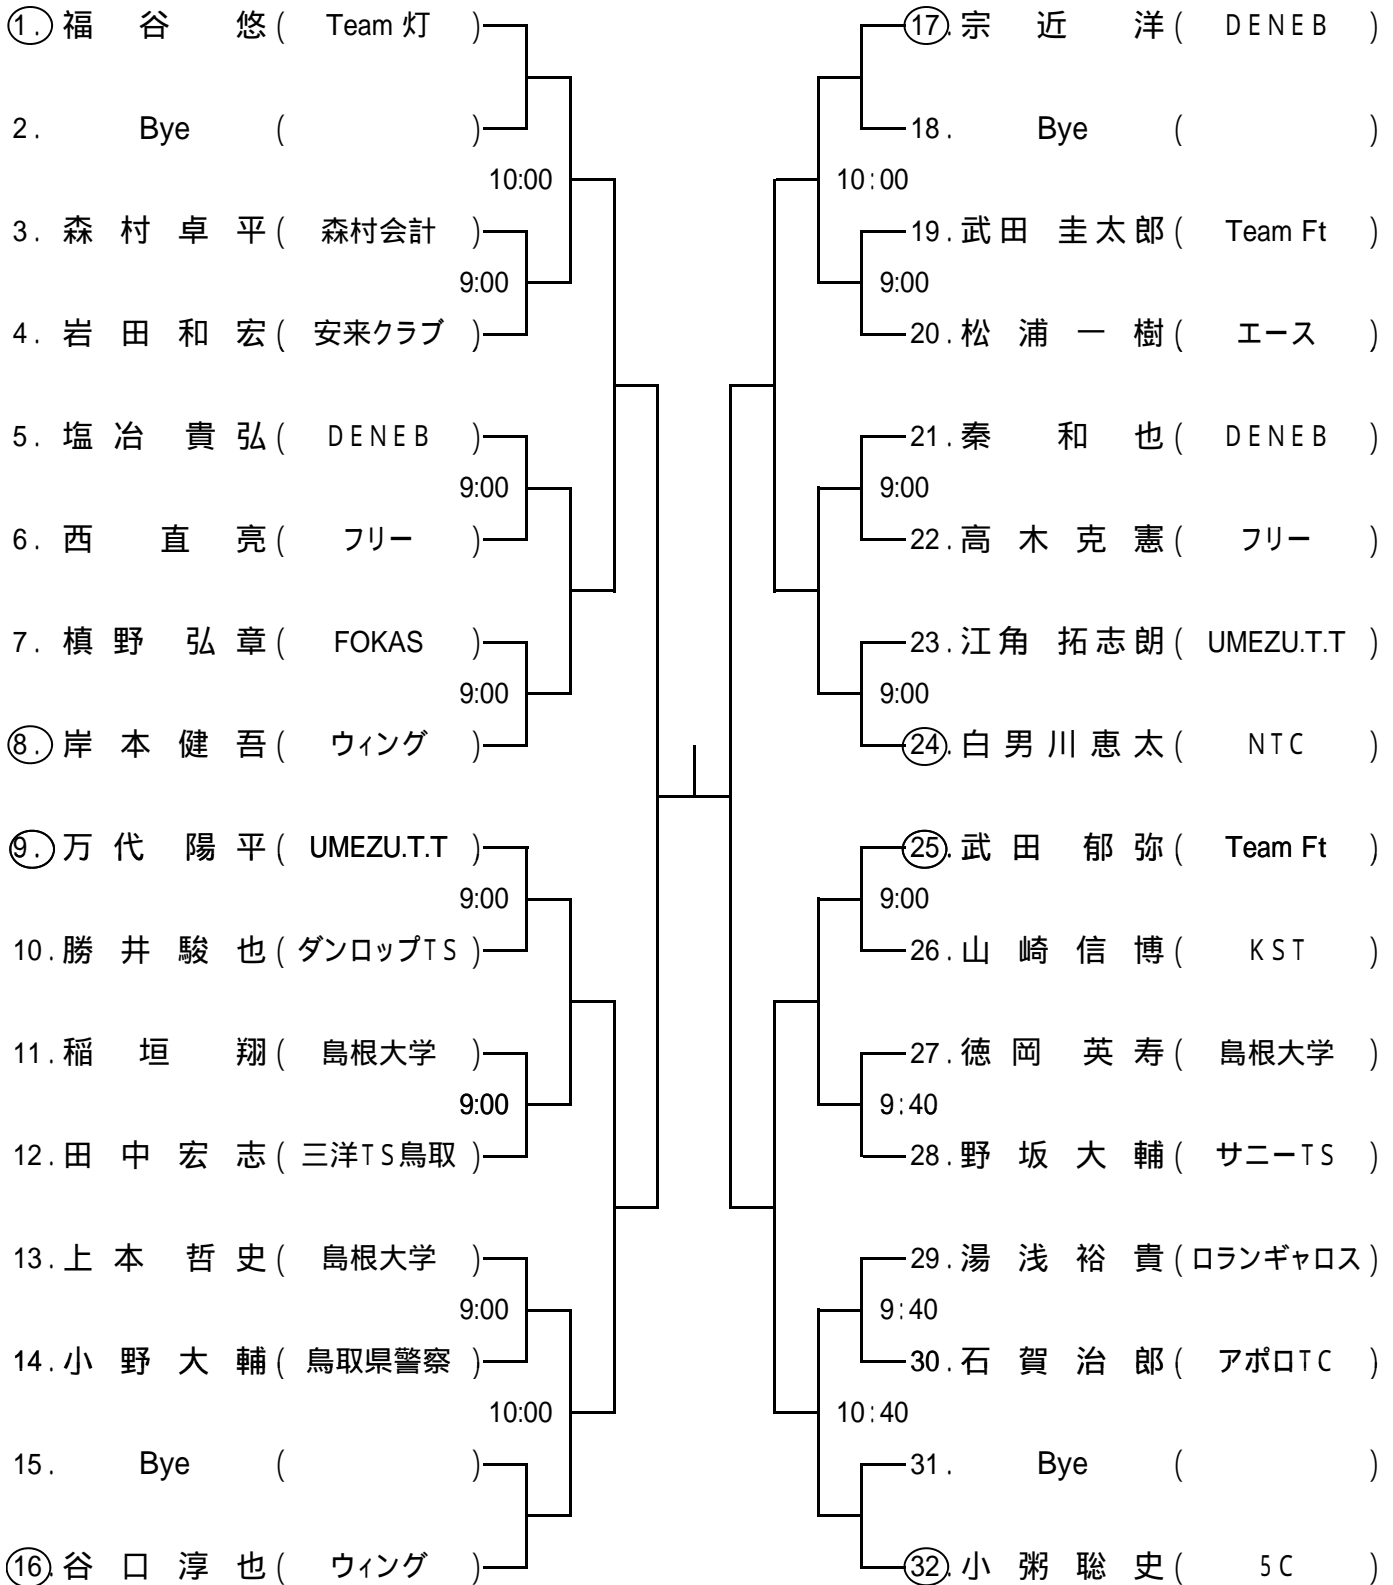 1. 福谷悠 ( Team 灯 )
2. Bye ( )
10:00
3. 森村卓平 ( 森村会計 )
9:00
4. 岩田和宏 ( 安来クラブ )
5. 塩冶貴弘 ( DENEB )
9:00
6. 西直亮 ( フリー )
7. 槙野弘章 ( FOKAS )
9:00
8. 岸本健吾 ( ウィング )
9. 万代陽平 ( UMEZU.T.T )
9:00
10. 勝井駿也 ( ダンロップTS )
11. 稲垣翔 ( 島根大学 )
9:00
12. 田中宏志 ( 三洋TS鳥取 )
13. 上本哲史 ( 島根大学 )
9:00
14. 小野大輔 ( 鳥取県警察 )
10:00
15. Bye ( )
16. 谷口淳也 ( ウィング )
17. 宗近洋 ( DENEB )
18. Bye ( )
10:00
19. 武田圭太郎 ( Team Ft )
9:00
20. 松浦一樹 ( エース )
21. 秦和也 ( DENEB )
9:00
22. 高木克憲 ( フリー )
23. 江角拓志朗 ( UMEZU.T.T )
9:00
24. 白男川恵太 ( NTC )
25. 武田郁弥 ( Team Ft )
9:00
26. 山崎信博 ( KST )
27. 徳岡英寿 ( 島根大学 )
9:40
28. 野坂大輔 ( サニーTS )
29. 湯浅裕貴 ( ロランギャロス )
9:40
30. 石賀治郎 ( アポロTC )
10:40
31. Bye ( )
32. 小粥聡史 ( 5C )